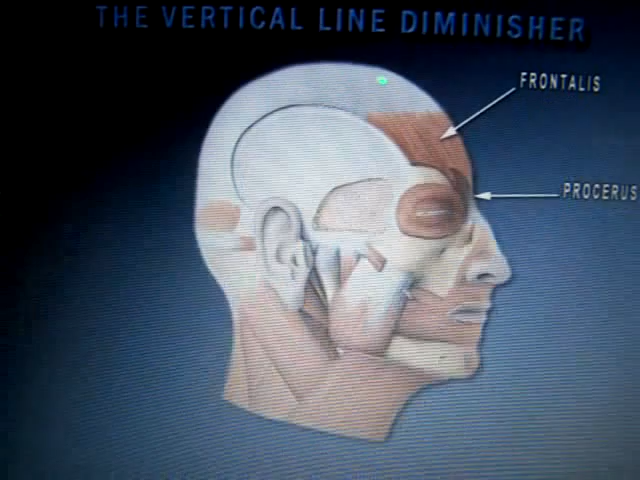 THE VERTICAL LINE DIMINISHER
FRONTALIS
PROCERUS